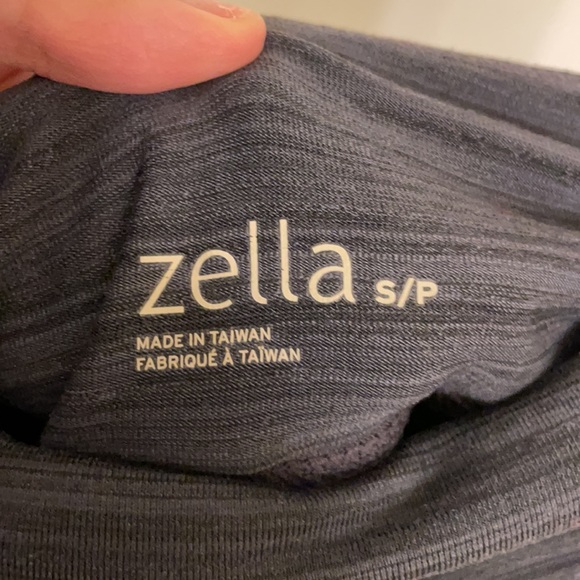 zella S/P
MADE IN TAIWAN
FABRIQUÉ À TAÏWAN